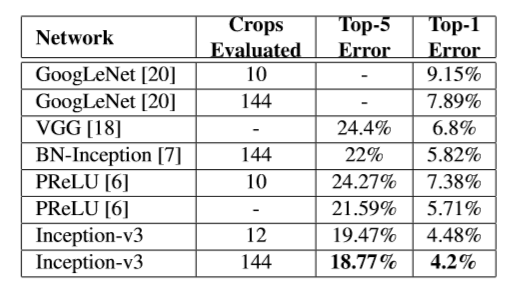 Network Crops Evaluated Top-5 Error Top-1 Error
GoogLeNet [20] 10 - 9.15%
GoogLeNet [20] 144 - 7.89%
VGG [18] - 24.4% 6.8%
BN-Inception [7] 144 22% 5.82%
PReLU [6] 10 24.27% 7.38%
PReLU [6] - 21.59% 5.71%
Inception-v3 12 19.47% 4.48%
Inception-v3 144 18.77% 4.2%